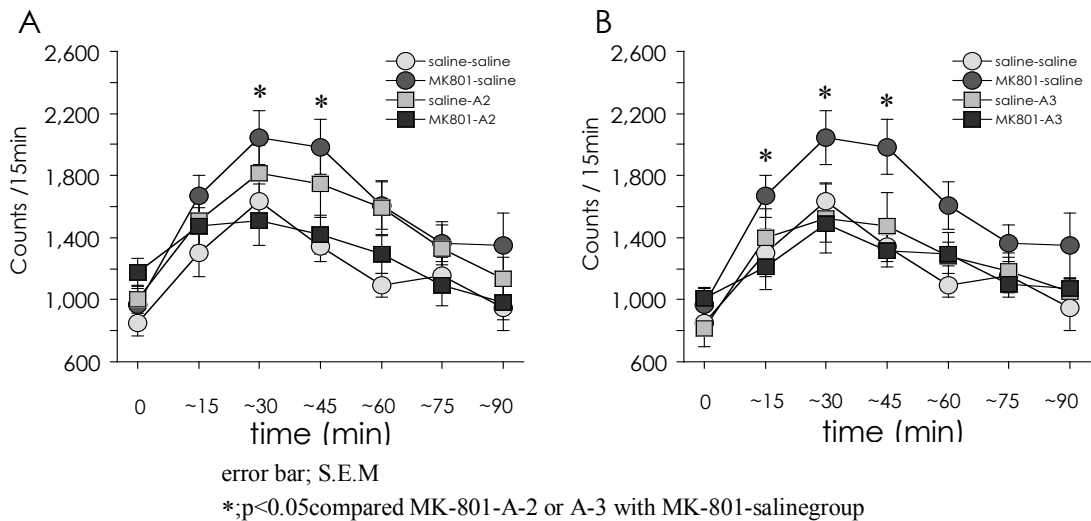 A
B
2,600
2,200
1,800
1,400
1,000
600
Counts /15min
saline-saline
MK801-saline
saline-A2
MK801-A2
*
*
0 ~15 ~30 ~45 ~60 ~75 ~90
time (min)
2,600
2,200
1,800
1,400
1,000
600
Counts / 15min
saline-saline
MK801-saline
saline-A3
MK801-A3
*
*
*
0 ~15 ~30 ~45 ~60 ~75 ~90
time (min)
error bar; S.E.M
*;p<0.05compared MK-801-A-2 or A-3 with MK-801-salinegroup